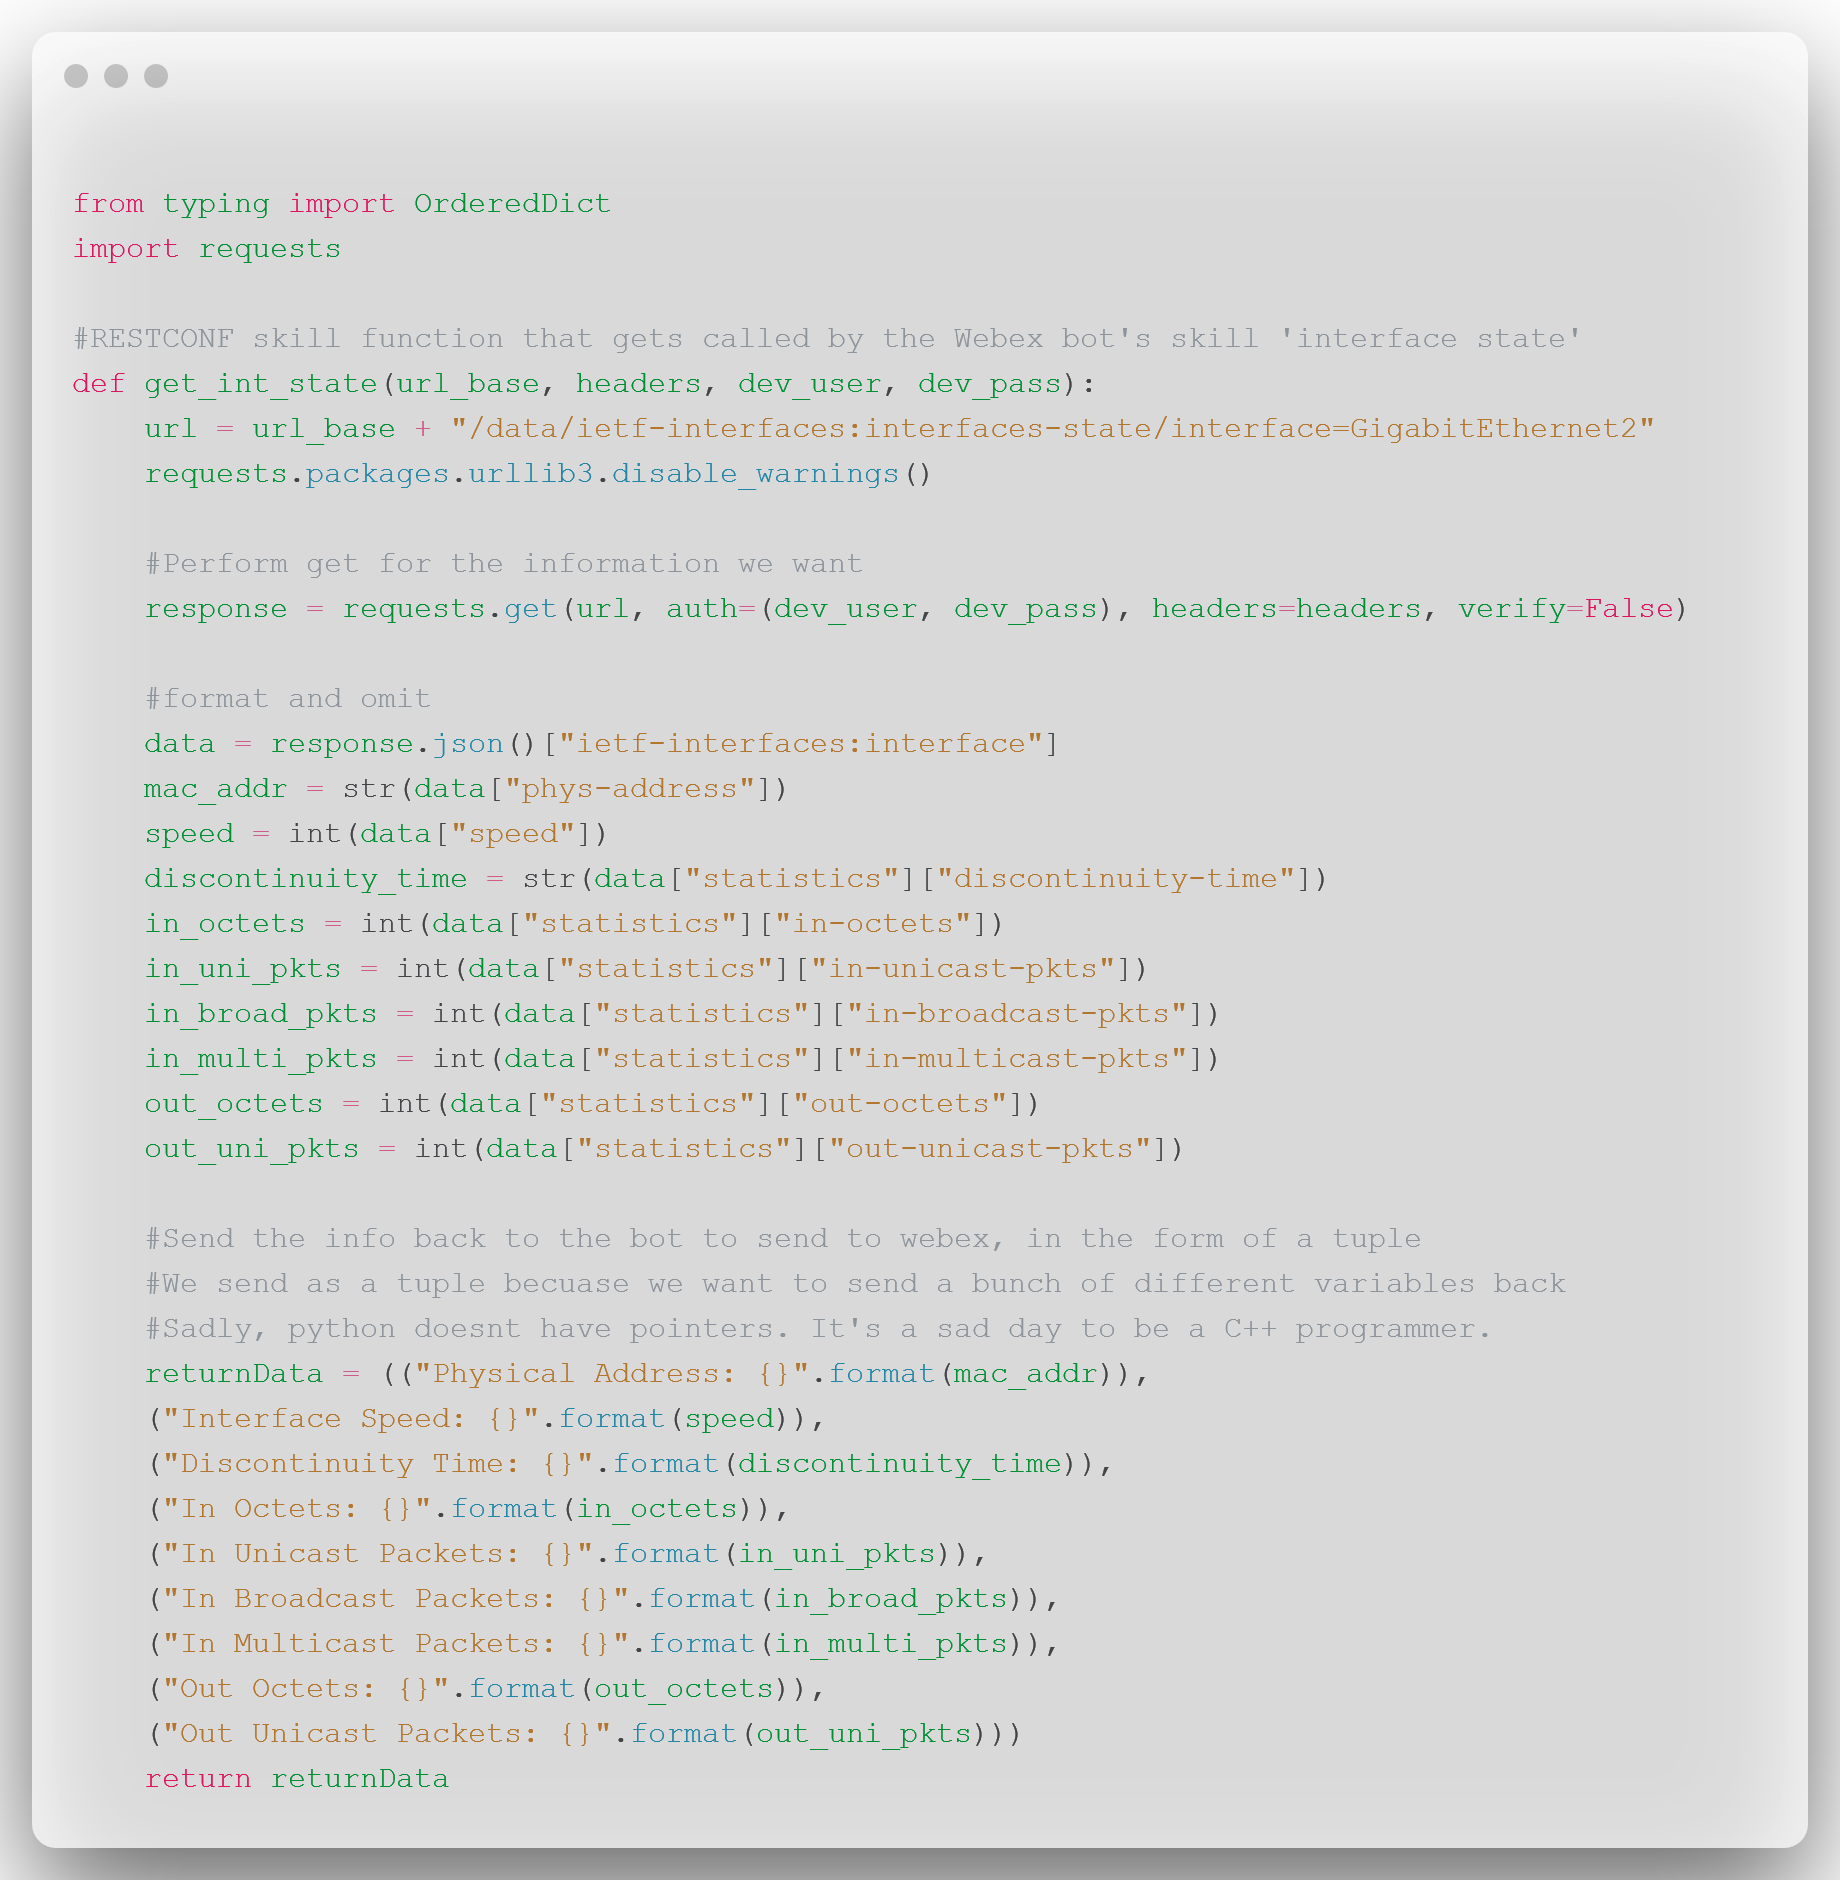 from typing import OrderedDict
import requests

#RESTCONF skill function that gets called by the Webex bot's skill 'interface state'
def get_int_state(url_base, headers, dev_user, dev_pass):
    url = url_base + "/data/ietf-interfaces:interfaces-state/interface=GigabitEthernet2"
    requests.packages.urllib3.disable_warnings()

    #Perform get for the information we want
    response = requests.get(url, auth=(dev_user, dev_pass), headers=headers, verify=False)

    #format and omit
    data = response.json()["ietf-interfaces:interface"]
    mac_addr = str(data["phys-address"])
    speed = int(data["speed"])
    discontinuity_time = str(data["statistics"]["discontinuity-time"])
    in_octets = int(data["statistics"]["in-octets"])
    in_uni_pkts = int(data["statistics"]["in-unicast-pkts"])
    in_broad_pkts = int(data["statistics"]["in-broadcast-pkts"])
    in_multi_pkts = int(data["statistics"]["in-multicast-pkts"])
    out_octets = int(data["statistics"]["out-octets"])
    out_uni_pkts = int(data["statistics"]["out-unicast-pkts"])

    #Send the info back to the bot to send to webex, in the form of a tuple
    #We send as a tuple becuase we want to send a bunch of different variables back
    #Sadly, python doesnt have pointers. It's a sad day to be a C++ programmer.
    returnData = (("Physical Address: {}".format(mac_addr)),
    ("Interface Speed: {}".format(speed)),
    ("Discontinuity Time: {}".format(discontinuity_time)),
    ("In Octets: {}".format(in_octets)),
    ("In Unicast Packets: {}".format(in_uni_pkts)),
    ("In Broadcast Packets: {}".format(in_broad_pkts)),
    ("In Multicast Packets: {}".format(in_multi_pkts)),
    ("Out Octets: {}".format(out_octets)),
    ("Out Unicast Packets: {}".format(out_uni_pkts)))
    return returnData